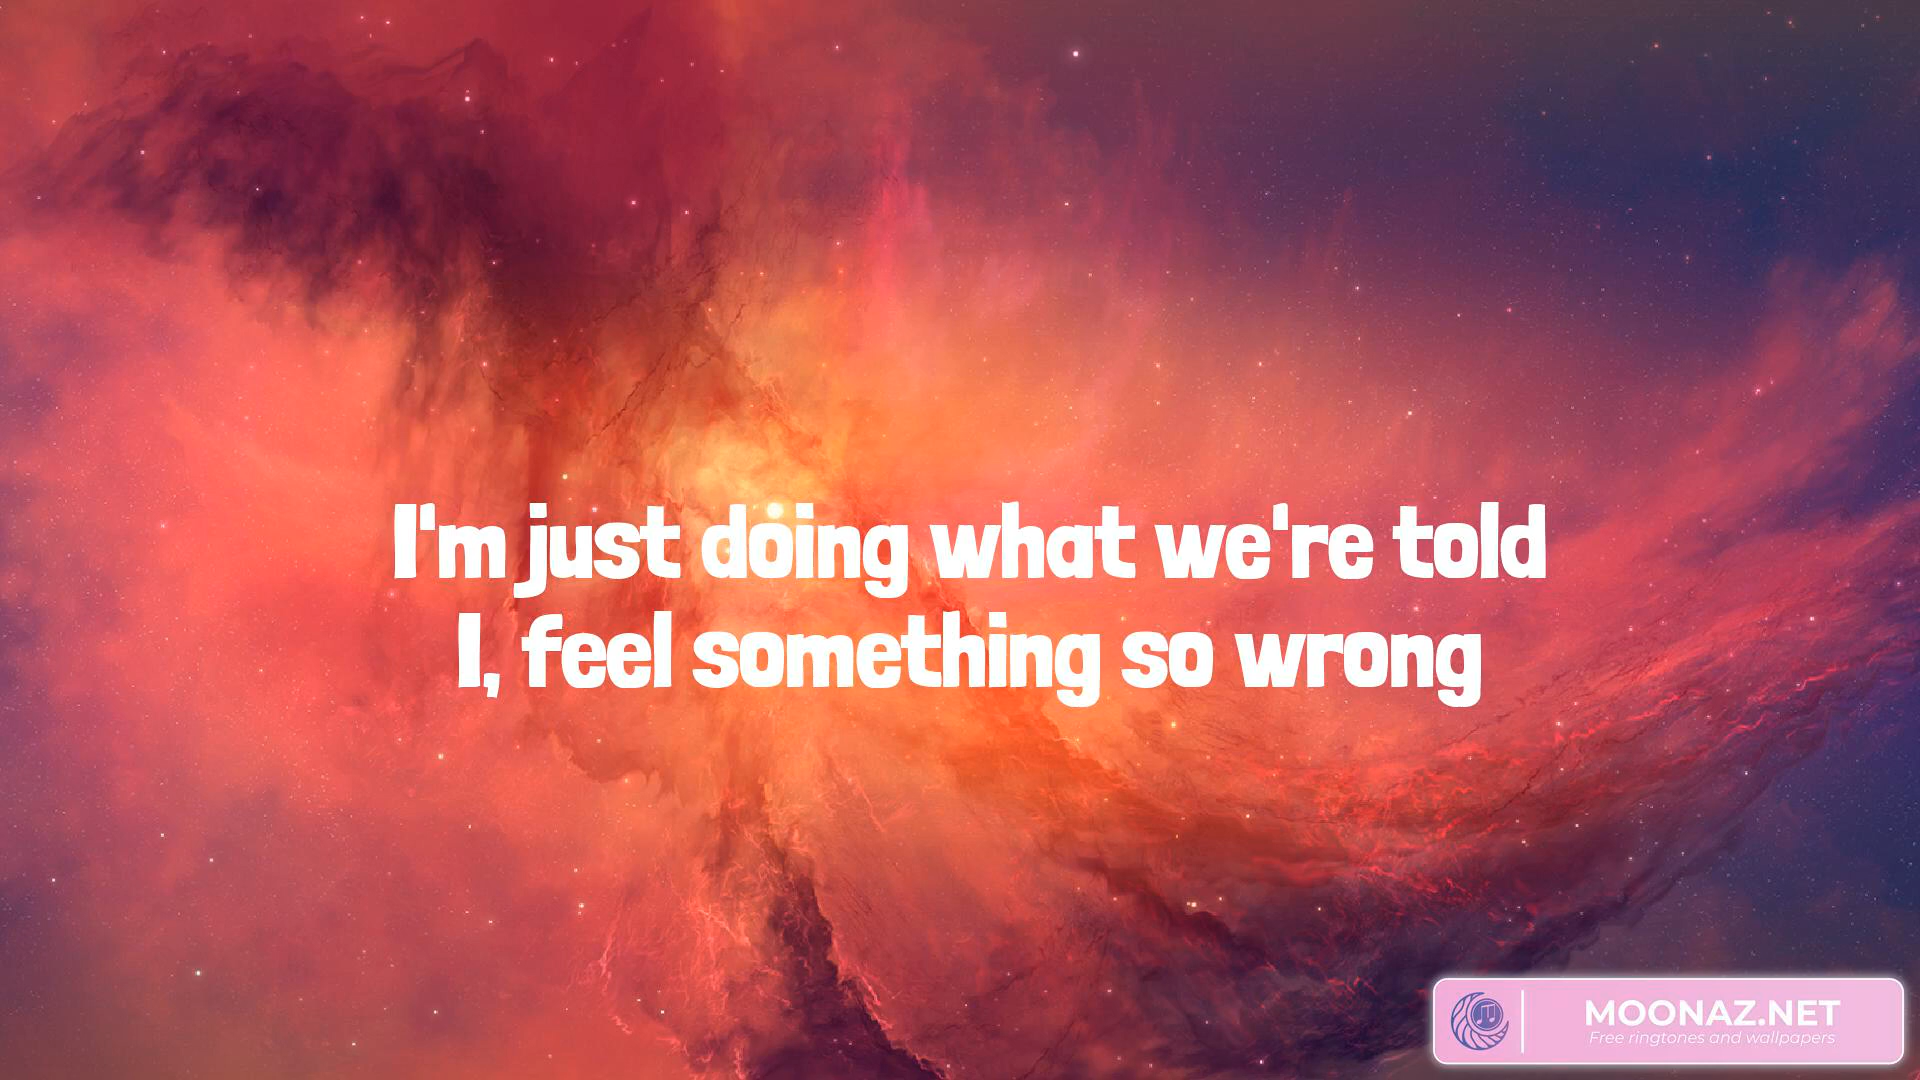 I'm just doing what we're told
I, feel something so wrong
MOONAZ.NET
Free ringtones and wallpapers